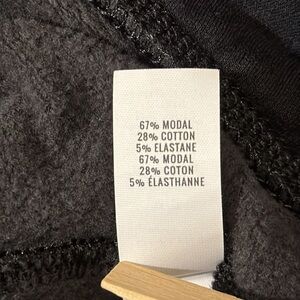 67% MODAL
28% COTTON
5% ELASTANE
67% MODAL
28% COTON
5% ÉLASTHANNE